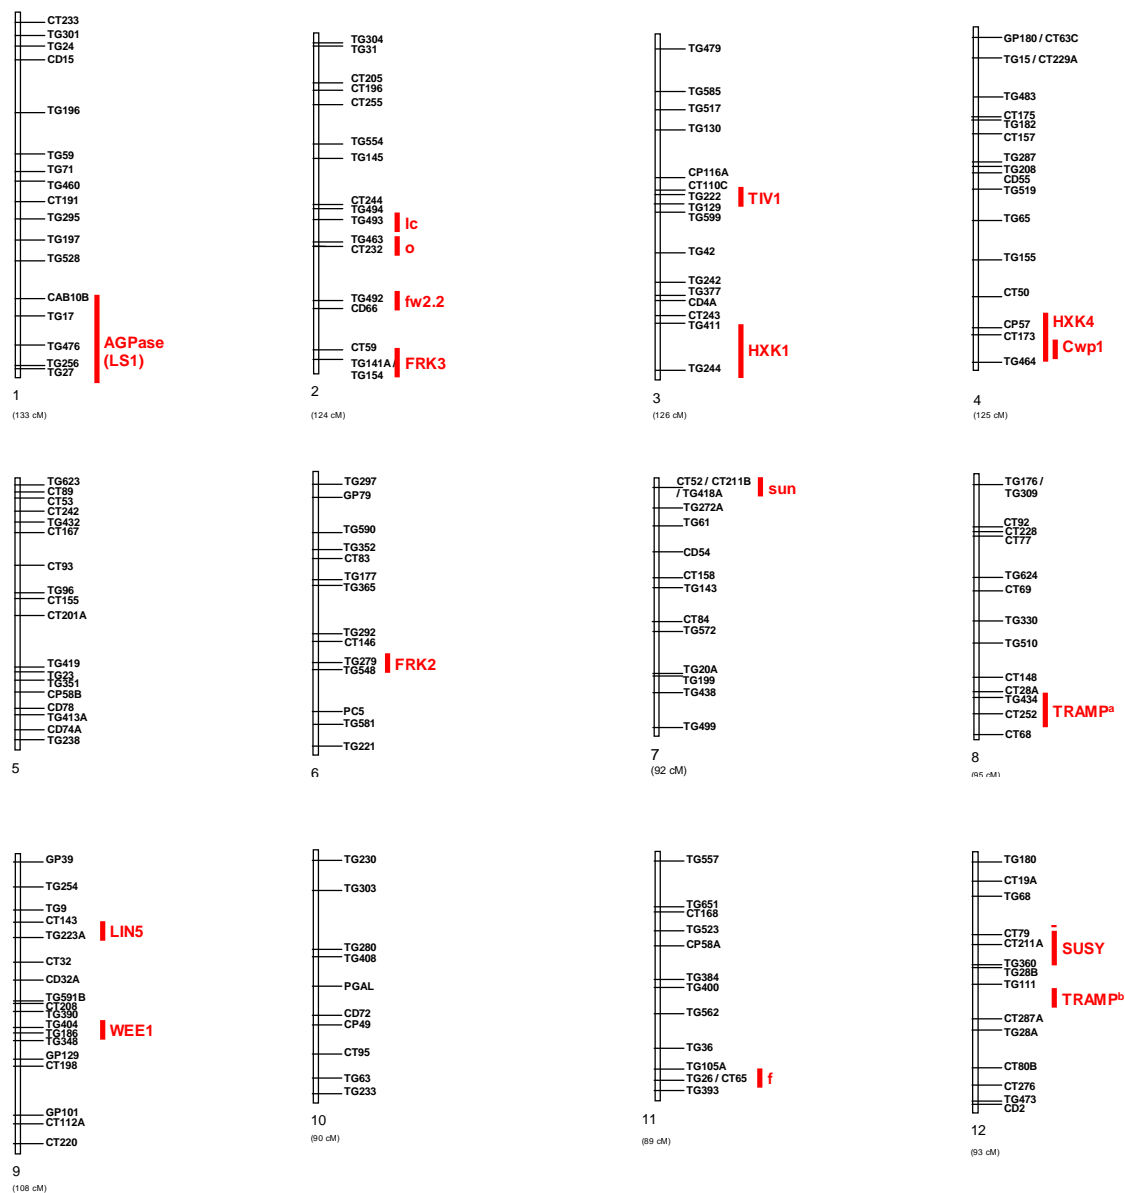 CT233
TG301
TG24
CD15
TG196
TG59
TG71
TG460
CT191
TG295
TG197
TG528
CAB10B
TG17
TG476
TG256
TG27
AGPase
(LS1)
1
(133 cM)
TG304
TG31
CT205
CT196
CT255
TG554
TG145
CT244
TG494
TG493
lc
TG463
CT232
o
TG492
CD66
fw2.2
CT59
TG141A /
TG154
FRK3
2
(124 cM)
TG479
TG585
TG517
TG130
CP116A
CT110C
TG222
TG129
TG599
TIV1
TG42
TG242
TG377
CD4A
CT243
TG411
TG244
HXK1
3
(126 cM)
GP180 / CT63C
TG15 / CT229A
TG483
CT175
TG182
CT157
TG287
TG208
CD55
TG519
TG65
TG155
CT50
CP57
CT173
TG464
HXK4
Cwp1
4
(125 cM)
TG623
CT89
CT53
CT242
TG432
CT167
CT93
TG96
CT155
CT201A
TG419
TG23
TG351
CP58B
CD78
TG413A
CD74A
TG238
5
TG297
GP79
TG590
TG352
CT83
TG177
TG365
TG292
CT146
TG279
TG548
FRK2
PC5
TG581
TG221
6
CT52 / CT211B
/ TG418A
sun
TG272A
TG61
CD54
CT158
TG143
CT84
TG572
TG20A
TG199
TG438
TG499
7
(92 cM)
TG176 /
TG309
CT92
CT228
CT77
TG624
CT69
TG330
TG510
CT148
CT28A
TG434
CT252
CT68
TRAMPa
8
(95 cM)
GP39
TG254
TG9
CT143
TG223A
LIN5
CT32
CD32A
TG591B
CT208
TG390
TG404
TG186
TG348
WEE1
GP129
CT198
GP101
CT112A
CT220
9
(108 cM)
TG230
TG303
TG280
TG408
PGAL
CD72
CP49
CT95
TG63
TG233
10
(90 cM)
TG557
TG651
CT168
TG523
CP58A
TG384
TG400
TG562
TG36
TG105A
TG26 / CT65
TG393
f
11
(89 cM)
TG180
CT19A
TG68
CT79
CT211A
TG360
TG28B
TG111
SUSY
TRAMPb
CT287A
TG28A
CT80B
CT276
TG473
CD2
12
(93 cM)